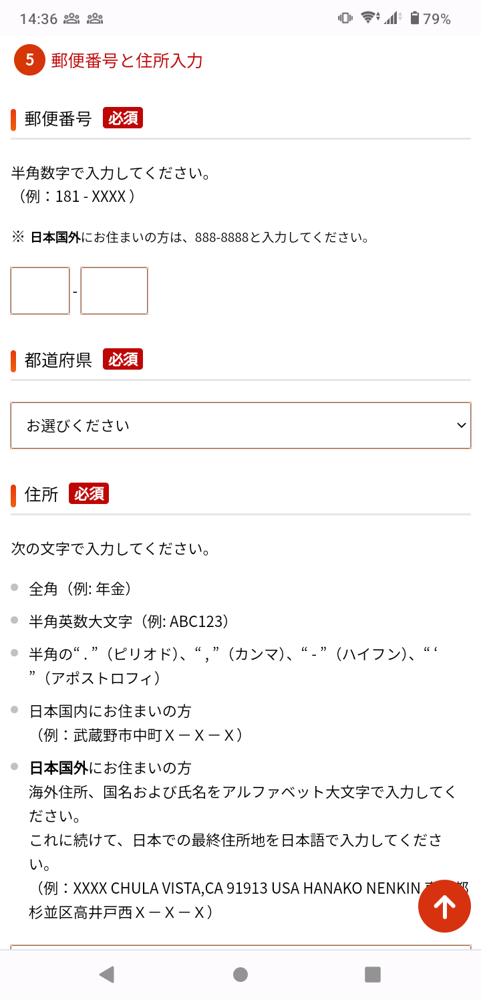 14:36
79%
5 郵便番号と住所入力
郵便番号 必須
半角数字で入力してください。
（例：181 - XXXX ）
※ 日本国外にお住まいの方は、888-8888と入力してください。
-
都道府県 必須
お選びください
住所 必須
次の文字で入力してください。
全角（例: 年金）
半角英数大文字（例: ABC123）
半角の“ . ”（ピリオド）、“ , ”（カンマ）、“ - ”（ハイフン）、“ ‘
”（アポストロフィ）
日本国内にお住まいの方
（例：武蔵野市中町Ｘ－Ｘ－Ｘ）
日本国外にお住まいの方
海外住所、国名および氏名をアルファベット大文字で入力してく
ださい。
これに続けて、日本での最終住所地を日本語で入力してくださ
い。
（例：XXXX CHULA VISTA,CA 91913 USA HANAKO NENKIN
杉並区高井戸西Ｘ－Ｘ－Ｘ）